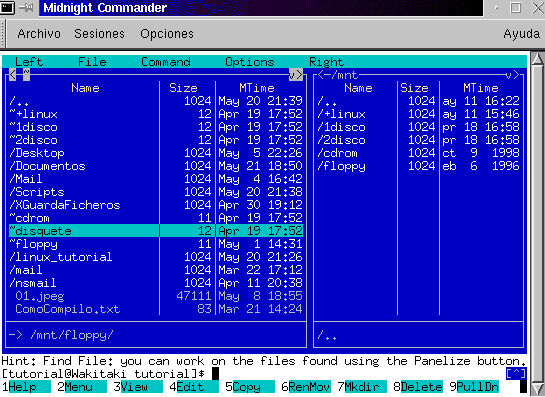 Midnight Commander
Archivo Sesiones Opciones Ayuda
Left File Command Options Right
< ~ v> <-/mnt v>
Name Size MTime Name Size MTime
/.. 1024 May 20 21:39 /.. 1024 ay 11 16:22
~+linux 12 Apr 19 17:52 /+linux 1024 ay 11 15:46
~1disco 12 Apr 19 17:52 /1disco 1024 pr 18 16:58
~2disco 12 Apr 19 17:52 /2disco 1024 pr 18 16:58
/Desktop 1024 May 5 22:26 /cdrom 1024 ct 9 1998
/Documentos 1024 May 21 18:50 /floppy 1024 eb 6 1996
/Mail 1024 May 4 16:42
/Scripts 1024 May 20 21:38
/XGuardaFicheros 1024 Apr 30 19:12
~cdrom 11 Apr 19 17:52
~disquete 12 Apr 19 17:52
~floppy 11 May 1 14:31
/linux_tutorial 1024 May 20 21:26
/mail 1024 Mar 22 17:12
/nsmail 1024 Apr 11 20:38
01.jpeg 47111 May 8 18:55
ComoCompilo.txt 83 Mar 21 14:24
-> /mnt/floppy/ /..
Hint: Find File: you can work on the files found using the Panelize button.
[tutorial@Wakitaki tutorial]$ [^]
1Help 2Menu 3View 4Edit 5Copy 6RenMov 7Mkdir 8Delete 9PullDn